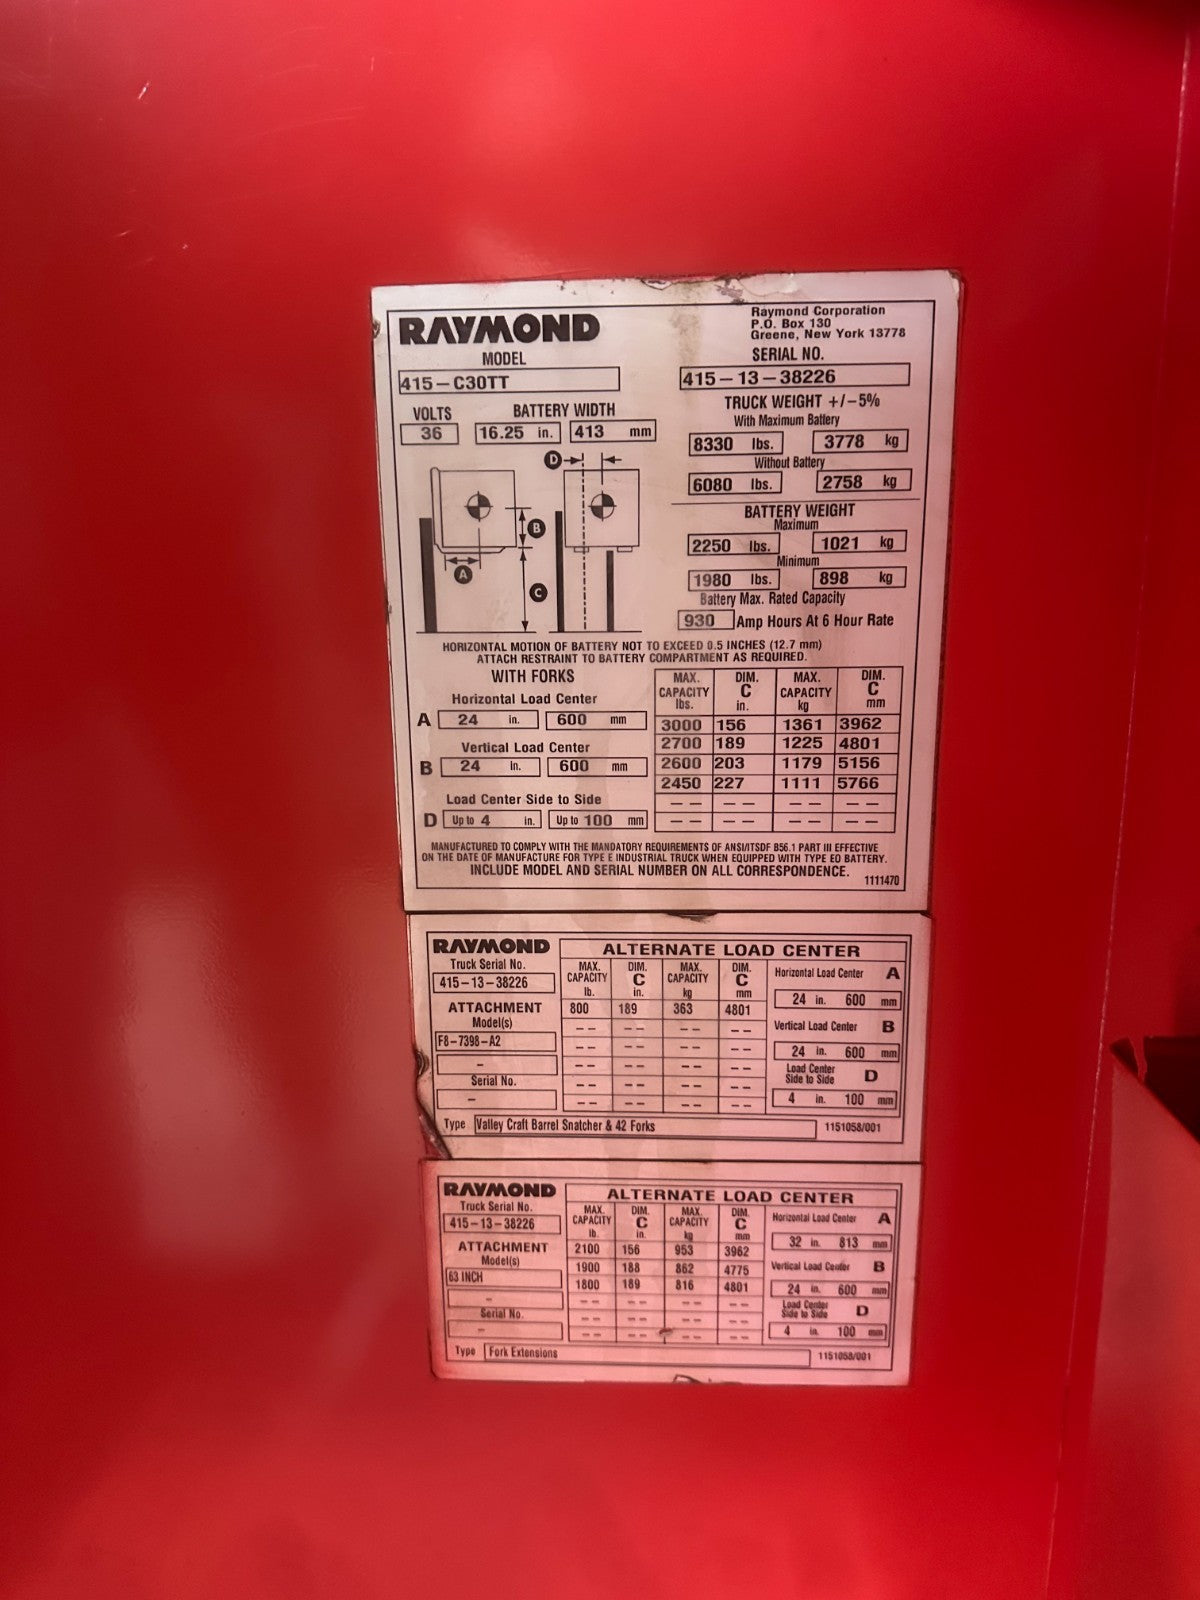 RAYMOND
Raymond Corporation
P.O. Box 130
Greene, New York 13778
MODEL
415-C30TT
SERIAL NO.
415-13-38226
VOLTS
36
BATTERY WIDTH
16.25 in. 413 mm
TRUCK WEIGHT +/-5%
With Maximum Battery
8330 lbs. 3778 kg
Without Battery
6080 lbs. 2758 kg
BATTERY WEIGHT
Maximum
2250 lbs. 1021 kg
Minimum
1980 lbs. 898 kg
Battery Max. Rated Capacity
930 Amp Hours At 6 Hour Rate
D
B
A
C
HORIZONTAL MOTION OF BATTERY NOT TO EXCEED 0.5 INCHES (12.7 mm)
ATTACH RESTRAINT TO BATTERY COMPARTMENT AS REQUIRED.
WITH FORKS
Horizontal Load Center
A 24 in. 600 mm
Vertical Load Center
B 24 In. 600 mm
Load Center Side to Side
D Up to 4 in. Up to 100 mm
MAX. CAPACITY lbs. DIM. C in. MAX. CAPACITY kg DIM. C mm
3000 156 1361 3962
2700 189 1225 4801
2600 203 1179 5156
2450 227 1111 5766
-- -- -- --
-- -- -- --
MANUFACTURED TO COMPLY WITH THE MANDATORY REQUIREMENTS OF ANSI/ITSDF B56.1 PART III EFFECTIVE
ON THE DATE OF MANUFACTURE FOR TYPE E INDUSTRIAL TRUCK WHEN EQUIPPED WITH TYPE EO BATTERY.
INCLUDE MODEL AND SERIAL NUMBER ON ALL CORRESPONDENCE.
1111470
RAYMOND
Truck Serial No.
415-13-38226
ATTACHMENT
Model(s)
F8-7398-A2
-
Serial No.
-
ALTERNATE LOAD CENTER
MAX. CAPACITY lb. DIM. C in. MAX. CAPACITY kg DIM. C mm
800 189 363 4801
-- -- -- --
-- -- -- --
-- -- -- --
-- -- -- --
-- -- -- --
Horizontal Load Center A
24 in. 600 mm
Vertical Load Center B
24 in. 600 mm
Load Center
Side to Side D
4 in. 100 mm
Type Valley Craft Barrel Snatcher & 42 Forks
1151058/001
RAYMOND
Truck Serial No.
415-13-38226
ATTACHMENT
Model(s)
63 INCH
-
Serial No.
-
ALTERNATE LOAD CENTER
MAX. CAPACITY lb. DIM. C in. MAX. CAPACITY kg DIM. C mm
2100 156 953 3962
1900 188 862 4775
1800 189 816 4801
-- -- -- --
-- -- -- --
-- -- -- --
Horizontal Load Center A
32 in. 813 mm
Vertical Load Center B
24 in. 600 mm
Load Center
Side to Side D
4 in. 100 mm
Type Fork Extensions
1151058/001